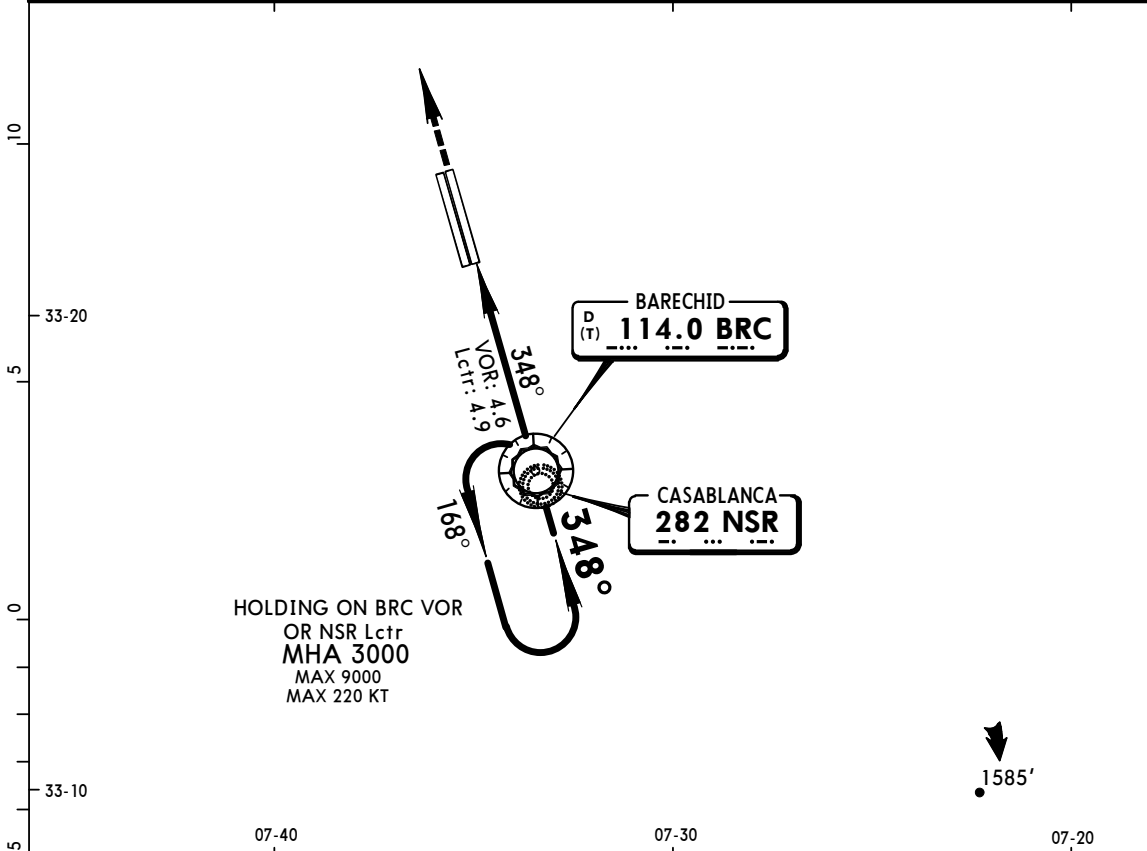 10
33-20
BARECHID
D
(T) 114.0 BRC
5
348°
VOR: 4.6
Lctr: 4.9
CASABLANCA
282 NSR
168°
348°
0
HOLDING ON BRC VOR
OR NSR Lctr
MHA 3000
MAX 9000
MAX 220 KT
1585'
33-10
5
07-40
07-30
07-20